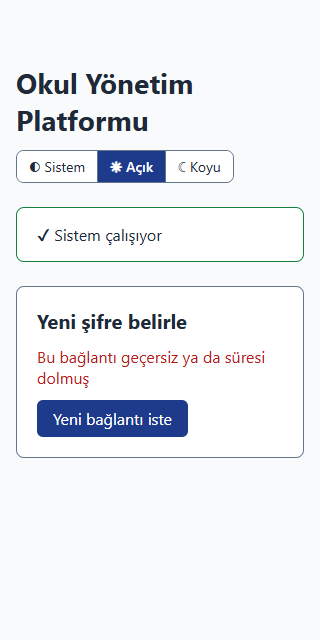 Okul Yönetim
Platformu
◐ Sistem ☀ Açık ☾ Koyu
✓ Sistem çalışıyor
Yeni şifre belirle
Bu bağlantı geçersiz ya da süresi
dolmuş
Yeni bağlantı iste